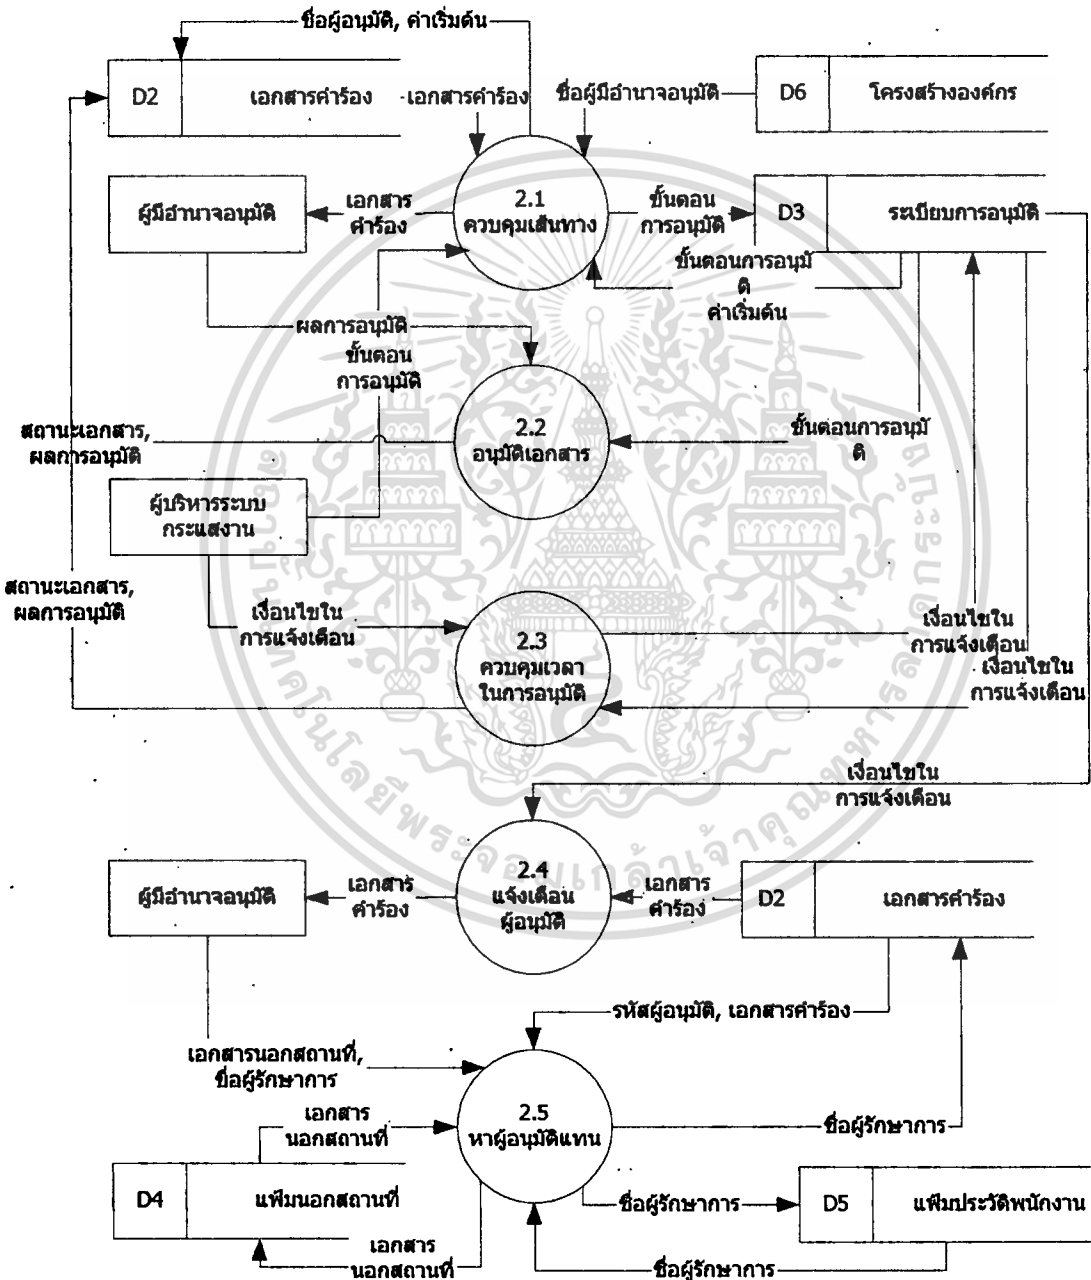 ชื่อผู้อนุมัติ, ค่าเริ่มต้น
D2
เอกสารคำร้อง
เอกสารคำร้อง
ชื่อผู้มีอำนาจอนุมัติ
D6
โครงสร้างองค์กร
2.1
ควบคุมเส้นทาง
ผู้มีอำนาจอนุมัติ
เอกสาร
คำร้อง
ขั้นตอน
การอนุมัติ
D3
ระเบียบการอนุมัติ
ขั้นตอนการอนุมั
ติ
ค่าเริ่มต้น
ผลการอนุมัติ
ขั้นตอน
การอนุมัติ
2.2
อนุมัติเอกสาร
ขั้นตอนการอนุมั
ติ
สถานะเอกสาร,
ผลการอนุมัติ
ผู้บริหารระบบ
กระแสงาน
สถานะเอกสาร,
ผลการอนุมัติ
เงื่อนไขใน
การแจ้งเตือน
2.3
ควบคุมเวลา
ในการอนุมัติ
เงื่อนไขใน
การแจ้งเตือน
เงื่อนไขใน
การแจ้งเตือน
เงื่อนไขใน
การแจ้งเตือน
2.4
แจ้งเตือน
ผู้อนุมัติ
ผู้มีอำนาจอนุมัติ
เอกสาร
คำร้อง
เอกสาร
คำร้อง
D2
เอกสารคำร้อง
รหัสผู้อนุมัติ, เอกสารคำร้อง
เอกสารนอกสถานที่,
ชื่อผู้รักษาการ
2.5
หาผู้อนุมัติแทน
เอกสาร
นอกสถานที่
ชื่อผู้รักษาการ
D4
แฟ้มนอกสถานที่
ชื่อผู้รักษาการ
D5
แฟ้มประวัติพนักงาน
เอกสาร
นอกสถานที่
ชื่อผู้รักษาการ